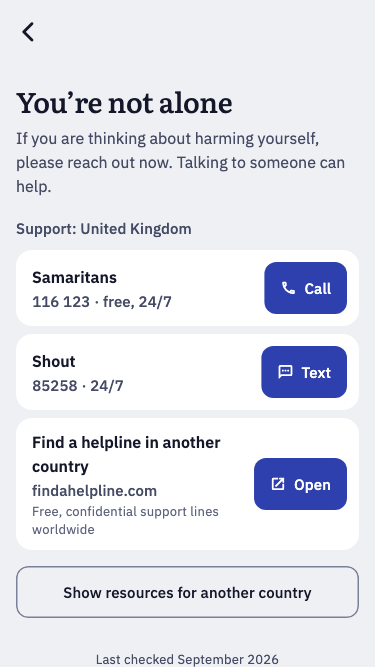 You’re not alone
If you are thinking about harming yourself,
please reach out now. Talking to someone can
help.
Support: United Kingdom
Samaritans
116 123 · free, 24/7
Call
Shout
85258 · 24/7
Text
Find a helpline in another
country
findahelpline.com
Free, confidential support lines
worldwide
Open
Show resources for another country
Last checked September 2026